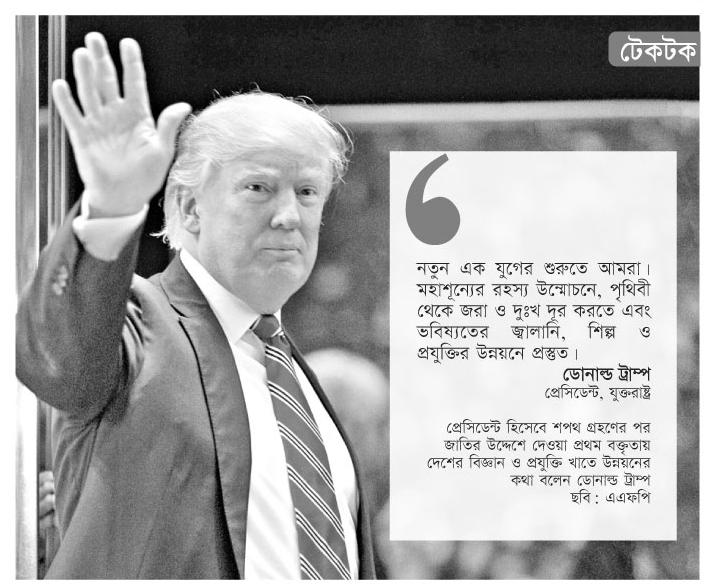 টেকটক
নতুন এক যুগের শুরুতে আমরা।
মহাশূন্যের রহস্য উন্মোচনে, পৃথিবী
থেকে জরা ও দুঃখ দূর করতে এবং
ভবিষ্যতের জ্বালানি, শিল্প ও
প্রযুক্তির উন্নয়নে প্রস্তুত।
ডোনাল্ড ট্রাম্প
প্রেসিডেন্ট, যুক্তরাষ্ট্র
প্রেসিডেন্ট হিসেবে শপথ গ্রহণের পর
জাতির উদ্দেশে দেওয়া প্রথম বক্তৃতায়
দেশের বিজ্ঞান ও প্রযুক্তি খাতে উন্নয়নের
কথা বলেন ডোনাল্ড ট্রাম্প
ছবি : এএফপি